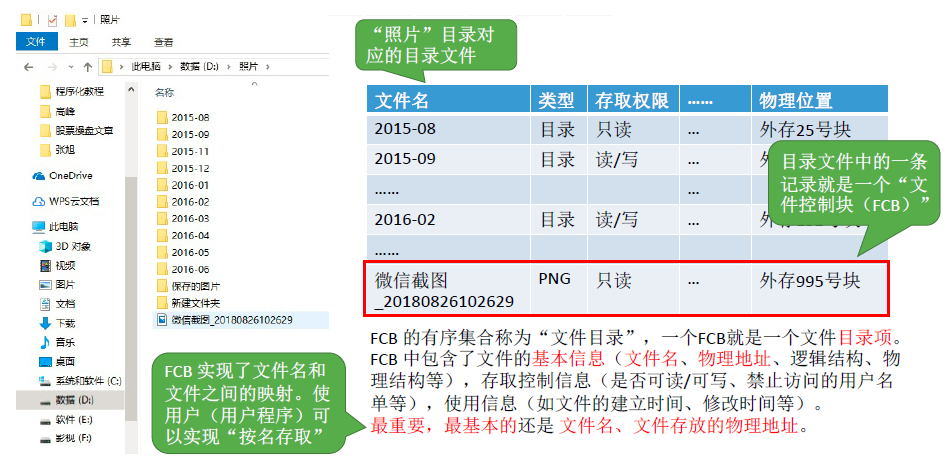 照片
文件
主页
共享
查看
此电脑 › 数据 (D:) › 照片 ›
程序化教程
高峰
股票操盘文章
张旭
OneDrive
WPS云文档
此电脑
3D 对象
视频
图片
文档
下载
音乐
桌面
系统和软件 (C:)
数据 (D:)
软件 (E:)
影视 (F:)
名称
2015-08
2015-09
2015-11
2015-12
2016-01
2016-02
2016-03
2016-04
2016-05
2016-06
保存的图片
新建文件夹
微信截图_20180826102629
“照片”目录对
应的目录文件
文件名 类型 存取权限 …… 物理位置
2015-08 目录 只读 ... 外存25号块
2015-09 目录 读/写 ...
…… ...
2016-02 目录 读/写 ...
……
微信截图
_20180826102629 PNG 只读 ... 外存995号块
目录文件中的一条
记录就是一个“文
件控制块（FCB）”
FCB 的有序集合称为“文件目录”，一个FCB就是一个文件目录项。
FCB 中包含了文件的基本信息（文件名、物理地址、逻辑结构、物
理结构等），存取控制信息（是否可读/可写、禁止访问的用户名
单等），使用信息（如文件的建立时间、修改时间等）。
最重要，最基本的还是 文件名、文件存放的物理地址。
FCB 实现了文件名和
文件之间的映射。使
用户（用户程序）可
以实现“按名存取”